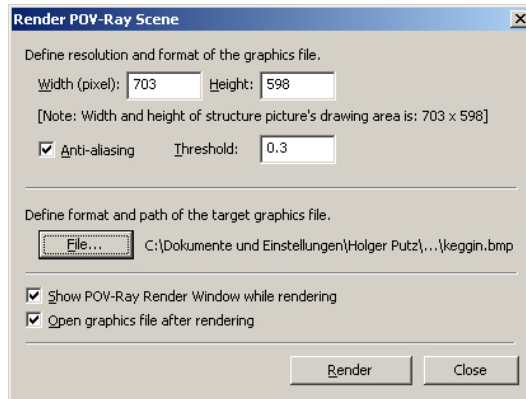 Render POV-Ray Scene
Define resolution and format of the graphics file.
Width (pixel): 703 Height: 598
[Note: Width and height of structure picture's drawing area is: 703 x 598]
Anti-aliasing Threshold: 0.3
Define format and path of the target graphics file.
File... C:\Dokumente und Einstellungen\Holger Putz\...\keggin.bmp
Show POV-Ray Render Window while rendering
Open graphics file after rendering
Render Close